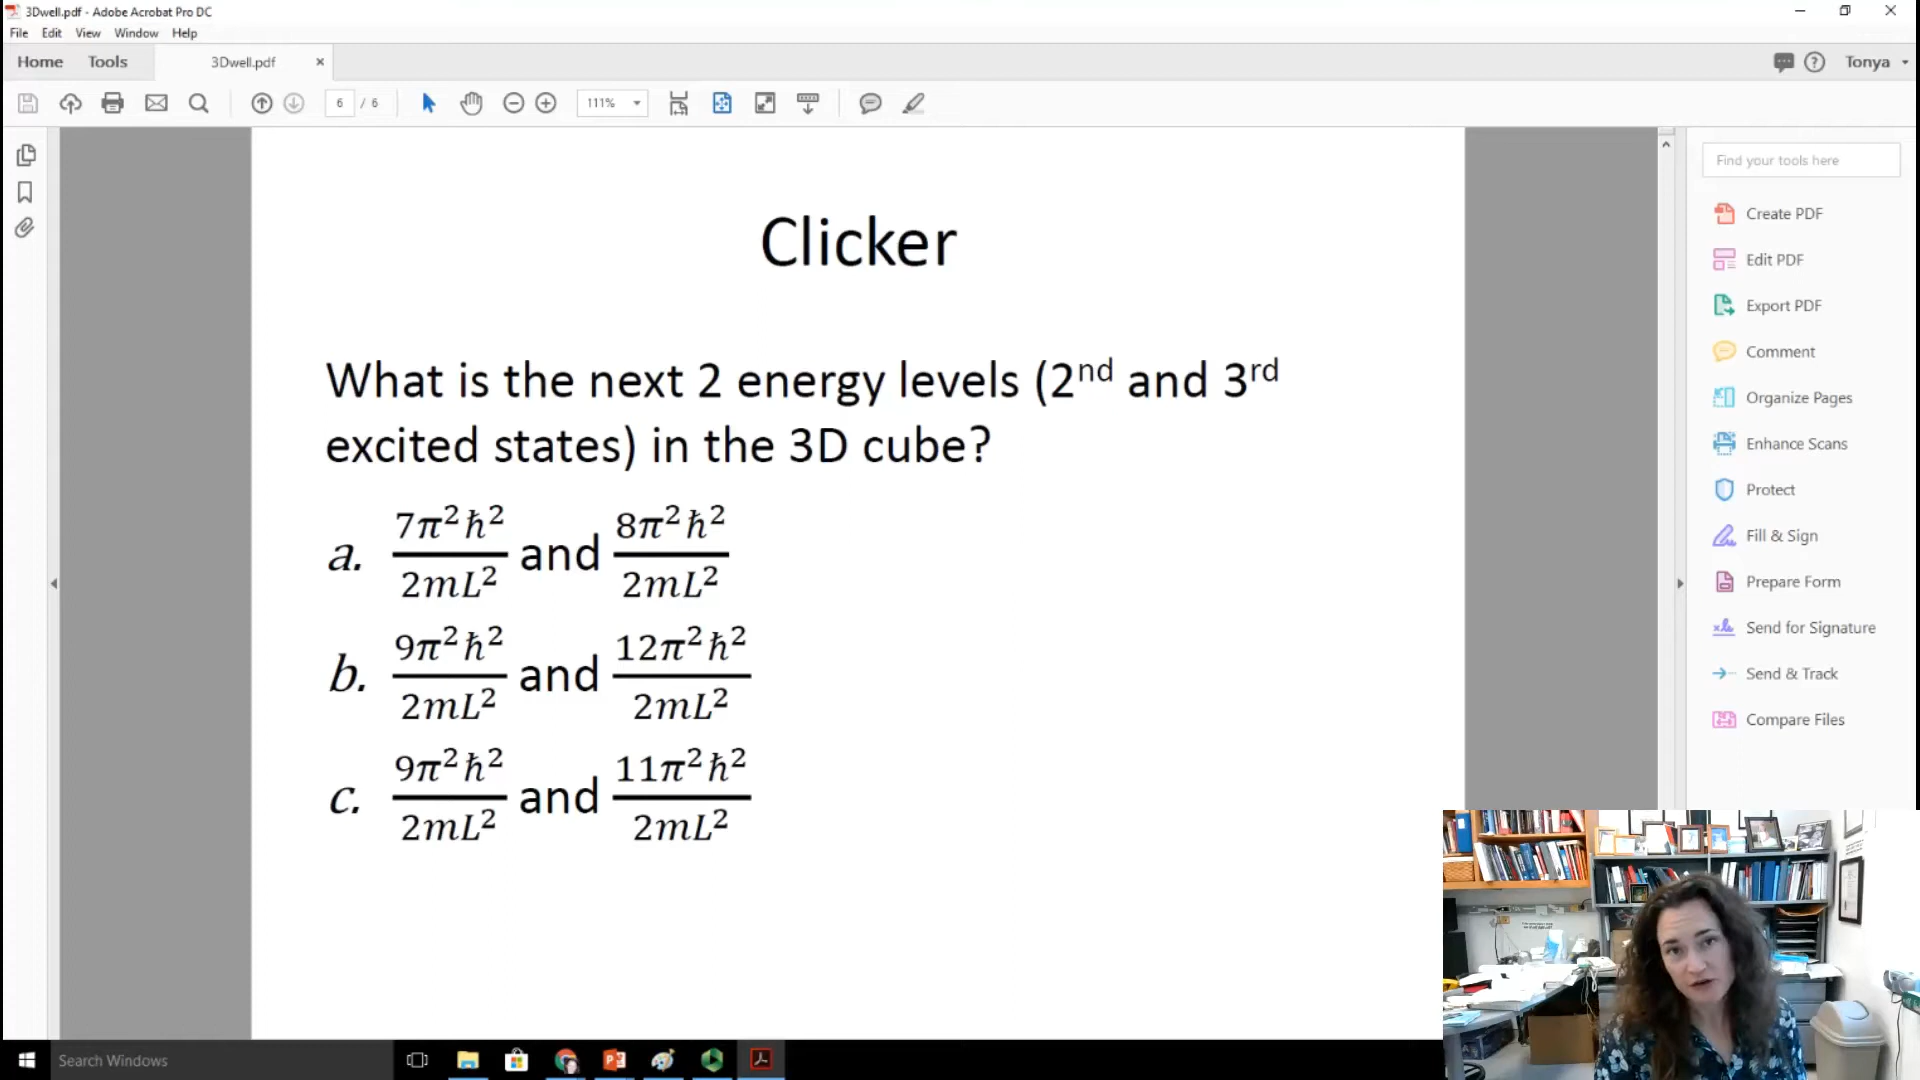 3Dwell.pdf - Adobe Acrobat Pro DC
File Edit View Window Help
Home Tools 3Dwell.pdf × Tonya
6 / 6 111%
Find your tools here
Create PDF
Edit PDF
Export PDF
Comment
Organize Pages
Enhance Scans
Protect
Fill & Sign
Prepare Form
Send for Signature
Send & Track
Compare Files
Clicker
What is the next 2 energy levels (2nd and 3rd
excited states) in the 3D cube?
a. 7π²ħ²/2mL² and 8π²ħ²/2mL²
b. 9π²ħ²/2mL² and 12π²ħ²/2mL²
c. 9π²ħ²/2mL² and 11π²ħ²/2mL²
Search Windows